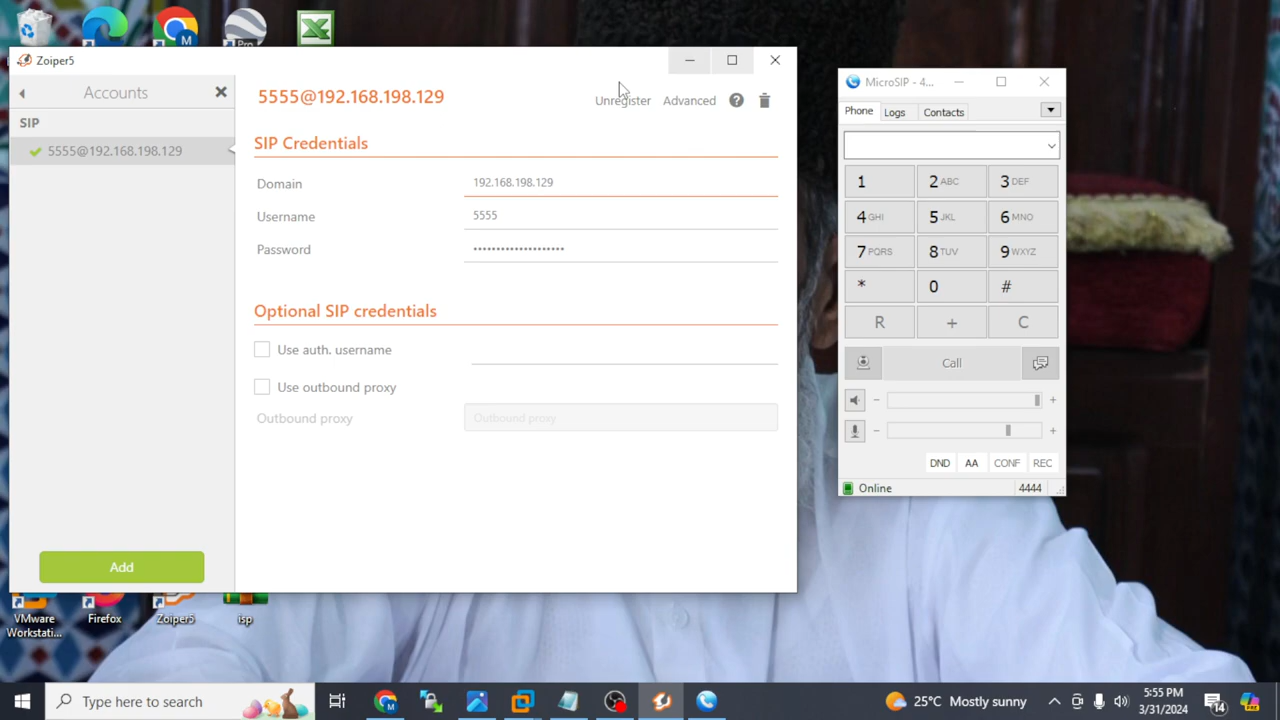 Pro
Zoiper5
Accounts
SIP
5555@192.168.198.129
5555@192.168.198.129
Unregister
Advanced
?
SIP Credentials
Domain
192.168.198.129
Username
5555
Password
••••••••••••••••••••
Optional SIP credentials
Use auth. username
Use outbound proxy
Outbound proxy
Outbound proxy
Add
MicroSIP - 4...
Phone
Logs
Contacts
1
2 ABC
3 DEF
4 GHI
5 JKL
6 MNO
7 PQRS
8 TUV
9 WXYZ
*
0
#
R
+
C
Call
− +
− +
DND
AA
CONF
REC
Online
4444
VMware
Workstati...
Firefox
Zoiper5
isp
Type here to search
M
25°C Mostly sunny
5:55 PM
3/31/2024
14